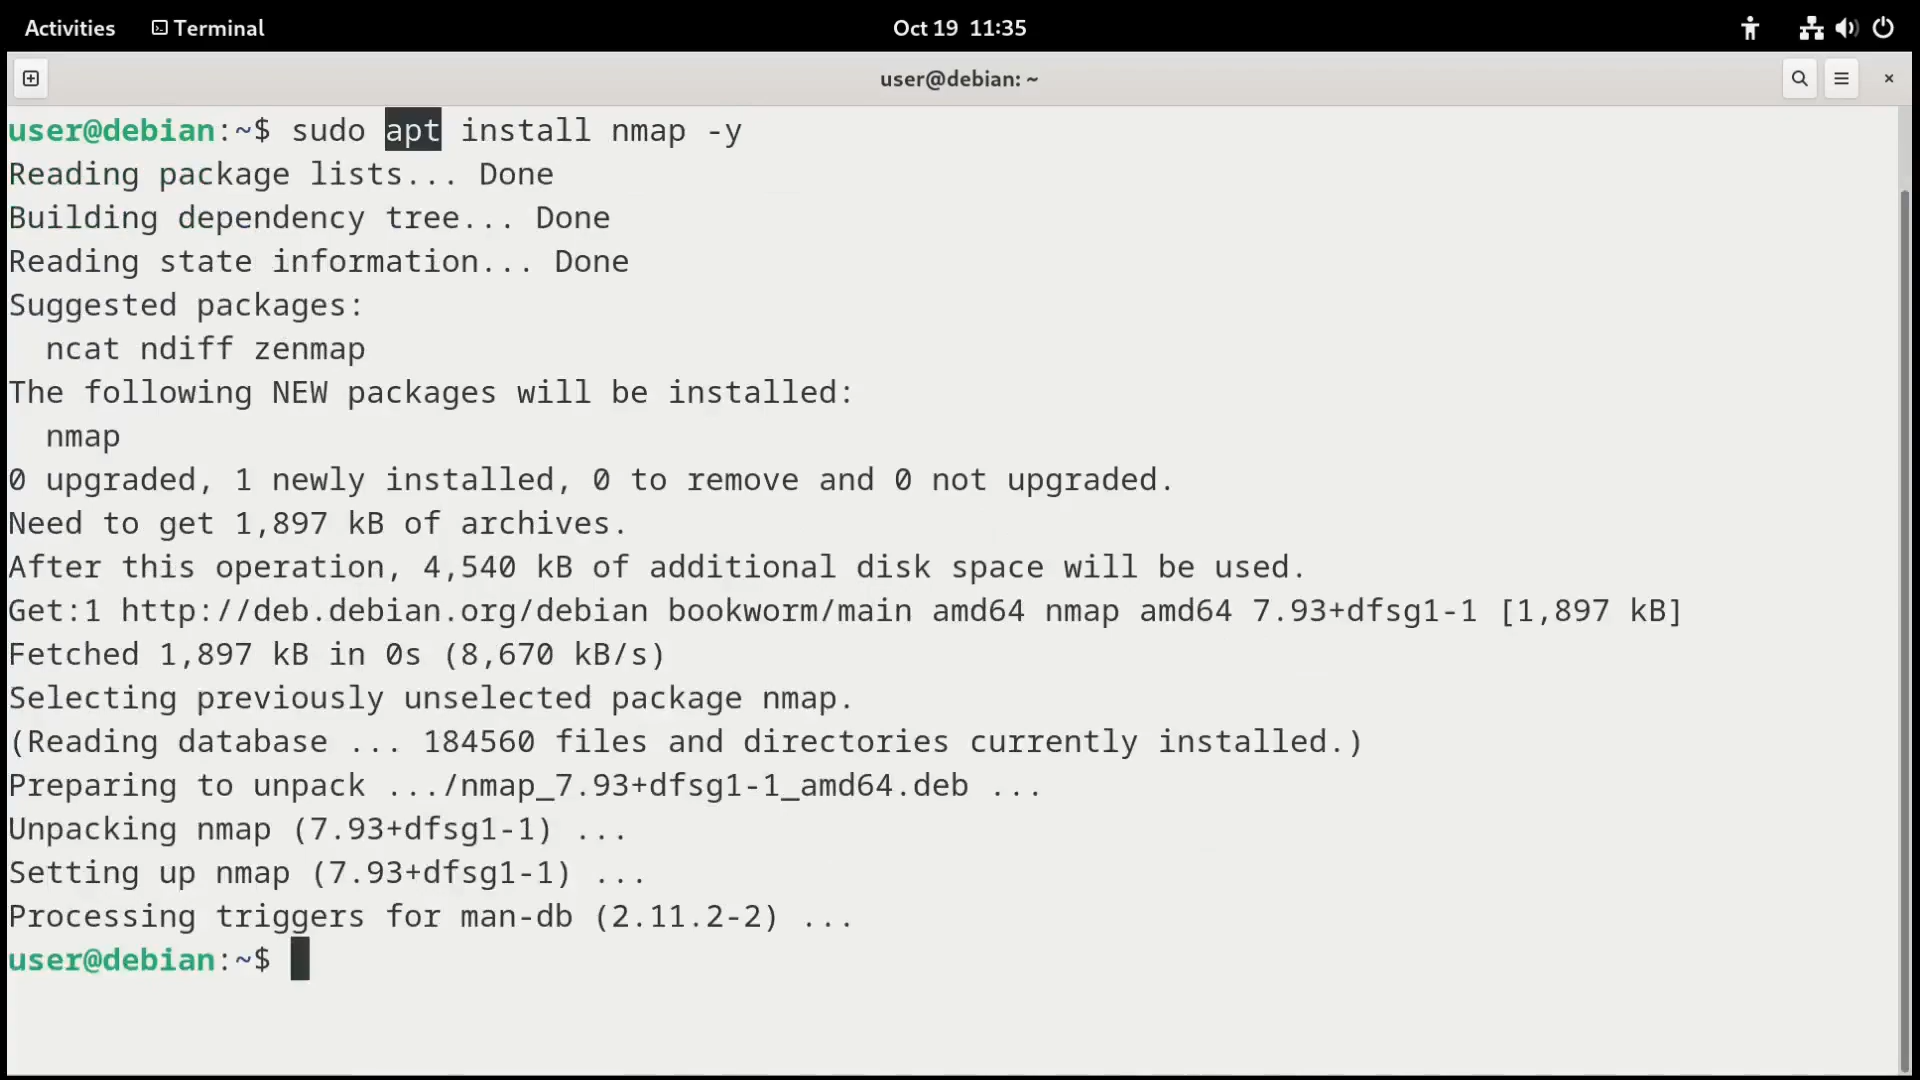 Activities Terminal Oct 19 11:35
user@debian: ~
user@debian:~$ sudo apt install nmap -y
Reading package lists... Done
Building dependency tree... Done
Reading state information... Done
Suggested packages:
  ncat ndiff zenmap
The following NEW packages will be installed:
  nmap
0 upgraded, 1 newly installed, 0 to remove and 0 not upgraded.
Need to get 1,897 kB of archives.
After this operation, 4,540 kB of additional disk space will be used.
Get:1 http://deb.debian.org/debian bookworm/main amd64 nmap amd64 7.93+dfsg1-1 [1,897 kB]
Fetched 1,897 kB in 0s (8,670 kB/s)
Selecting previously unselected package nmap.
(Reading database ... 184560 files and directories currently installed.)
Preparing to unpack .../nmap_7.93+dfsg1-1_amd64.deb ...
Unpacking nmap (7.93+dfsg1-1) ...
Setting up nmap (7.93+dfsg1-1) ...
Processing triggers for man-db (2.11.2-2) ...
user@debian:~$